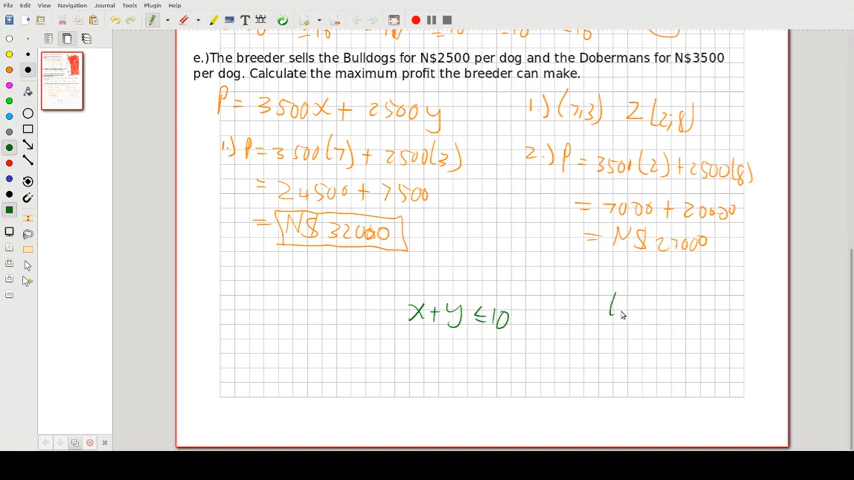 File Edit View Navigation Journal Tools Plugin Help
e.)The breeder sells the Bulldogs for N$2500 per dog and the Dobermans for N$3500
per dog. Calculate the maximum profit the breeder can make.
P = 3500x + 2500y
1.) (7,3) 2(2;8)
1.) P = 3500(7) + 2500(3)
= 24500 + 7500
= N$ 32000
2.) P = 3500(2) + 2500(8)
= 7000 + 20000
= N$ 27000
x + y ≤ 10
(